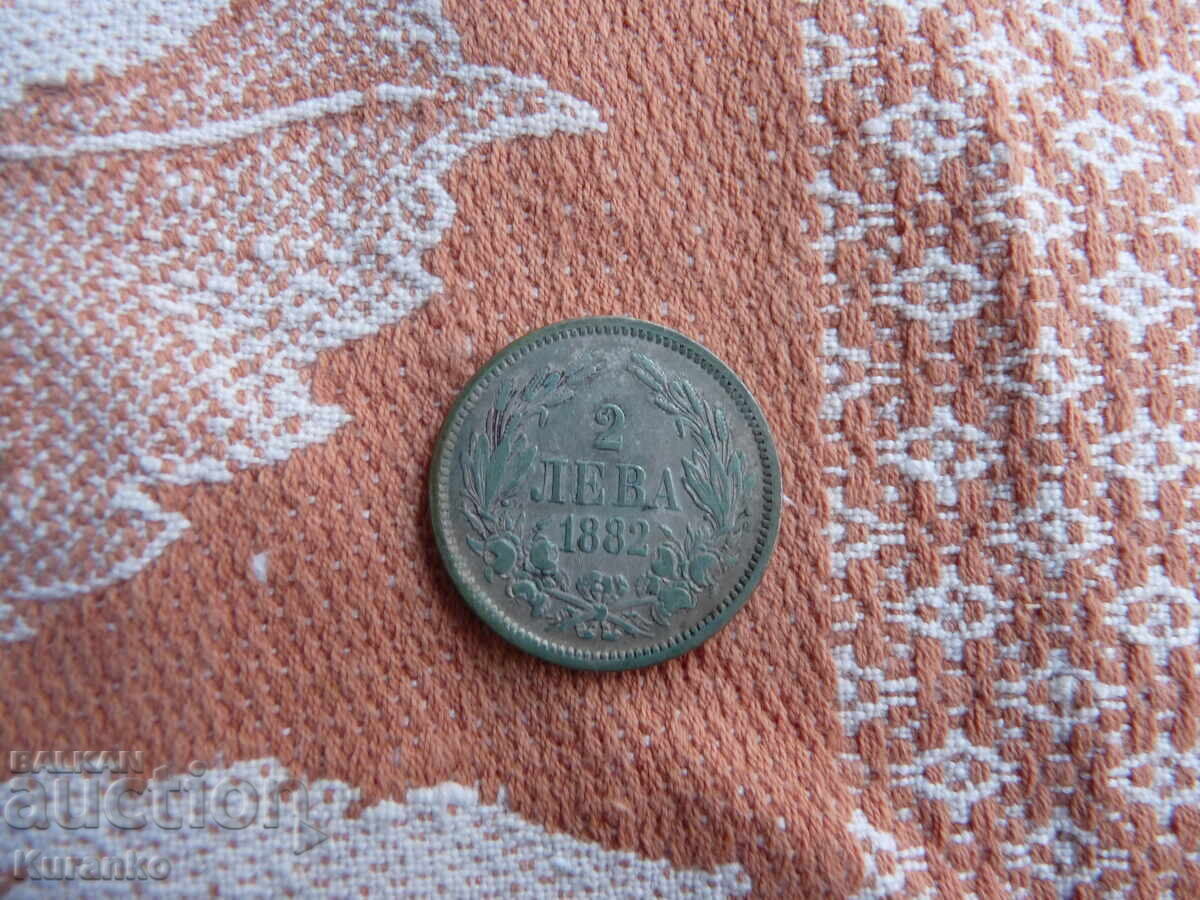 2
ЛЕВА
1882
BALKAN
auction
Kuranko